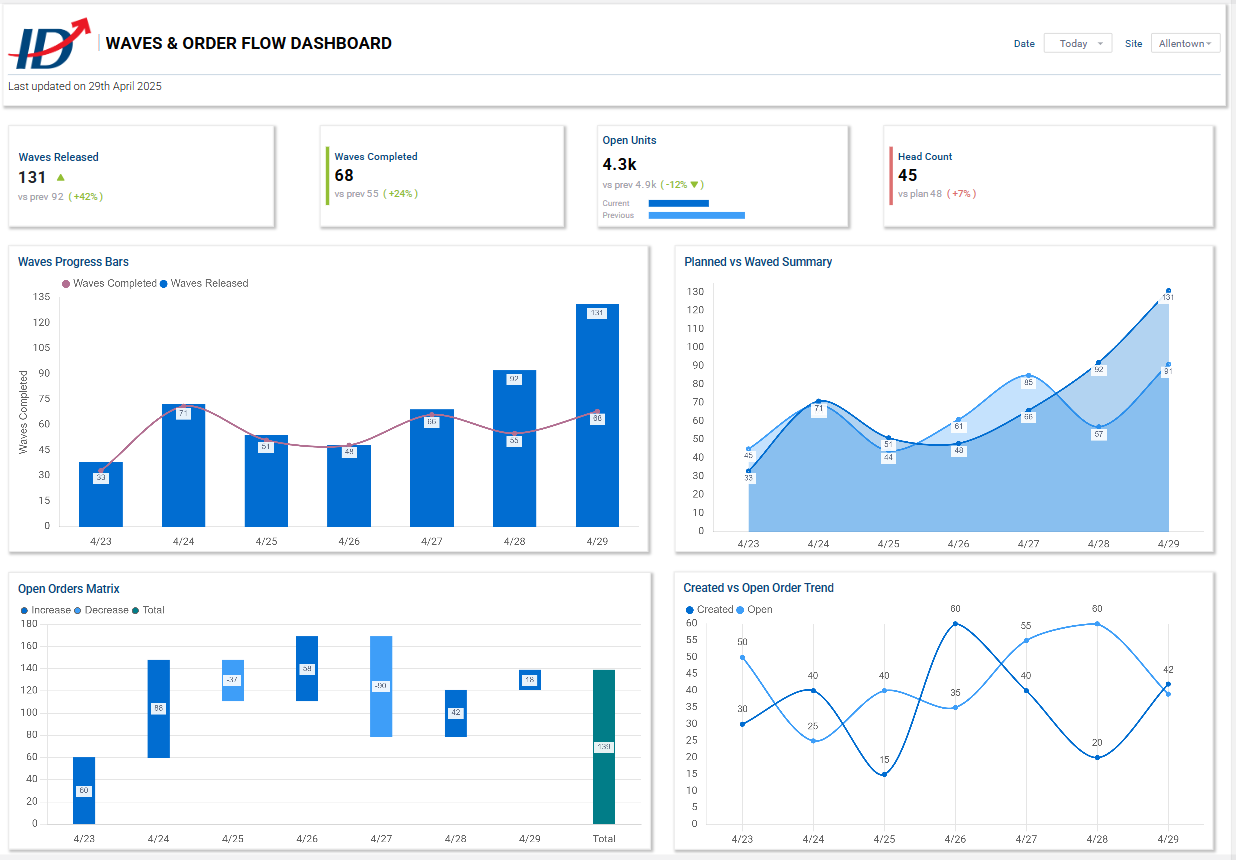 ID
WAVES & ORDER FLOW DASHBOARD
Date Today Site Allentown
Last updated on 29th April 2025
Waves Released
131
vs prev 92 (+42%)
Waves Completed
68
vs prev 55 (+24%)
Open Units
4.3k
vs prev 4.9k (-12% ▼)
Current
Previous
Head Count
45
vs plan 48 (+7%)
Waves Progress Bars
Waves Completed Waves Released
Waves Completed
135
120
105
90
75
60
45
30
15
0
33 71 51 48 66 92 55 131 68
4/23 4/24 4/25 4/26 4/27 4/28 4/29
Planned vs Waved Summary
130
120
110
100
90
80
70
60
50
40
30
20
10
0
45 33 71 51 44 61 48 85 66 92 57 131 91
4/23 4/24 4/25 4/26 4/27 4/28 4/29
Open Orders Matrix
Increase Decrease Total
180
160
140
120
100
80
60
40
20
0
60 88 -37 58 -90 42 18 139
4/23 4/24 4/25 4/26 4/27 4/28 4/29 Total
Created vs Open Order Trend
Created Open
60
55
50
45
40
35
30
25
20
15
10
5
0
50 30 40 25 40 15 60 35 55 40 60 20 42
4/23 4/24 4/25 4/26 4/27 4/28 4/29